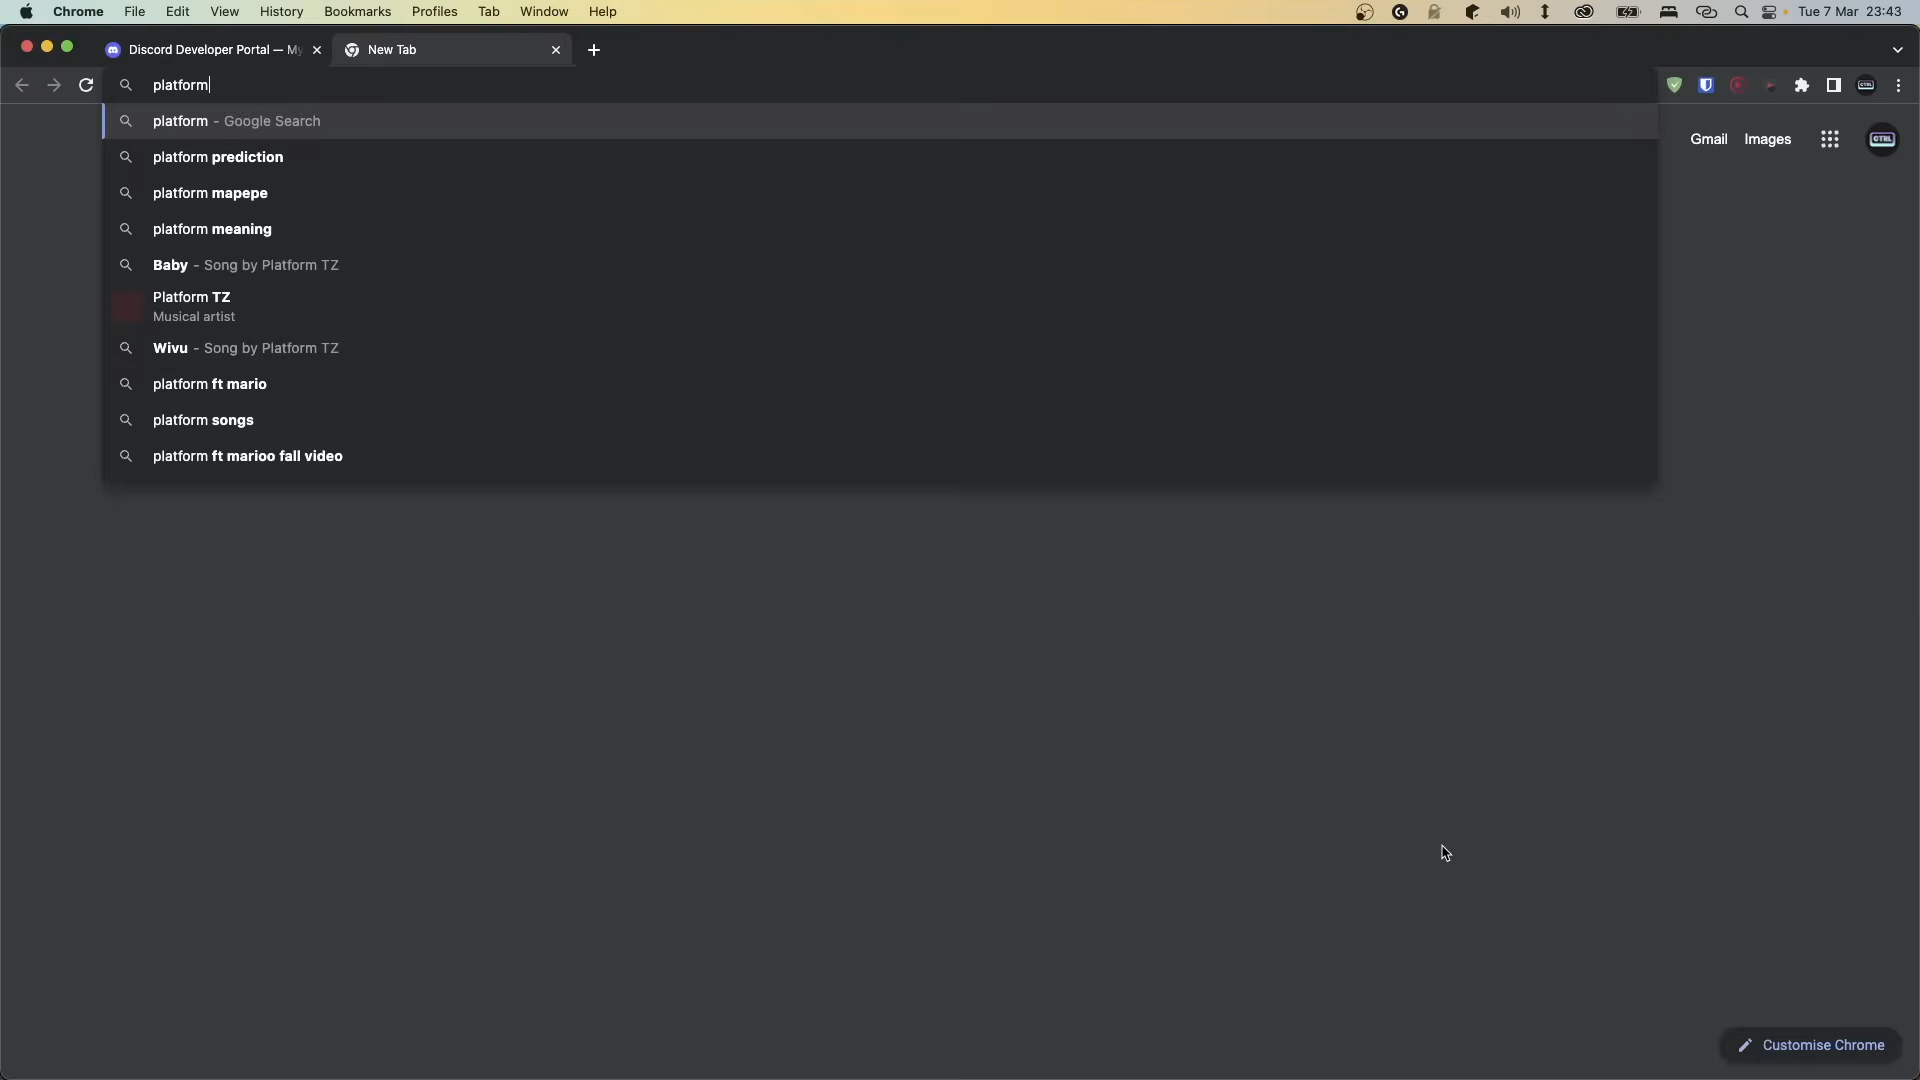 Chrome File Edit View History Bookmarks Profiles Tab Window Help Tue 7 Mar 23:43
Discord Developer Portal — My New Tab
platform
platform - Google Search
Gmail Images
CTRL
platform prediction
platform mapepe
platform meaning
Baby - Song by Platform TZ
Platform TZ
Musical artist
Wivu - Song by Platform TZ
platform ft mario
platform songs
platform ft marioo fall video
Customise Chrome